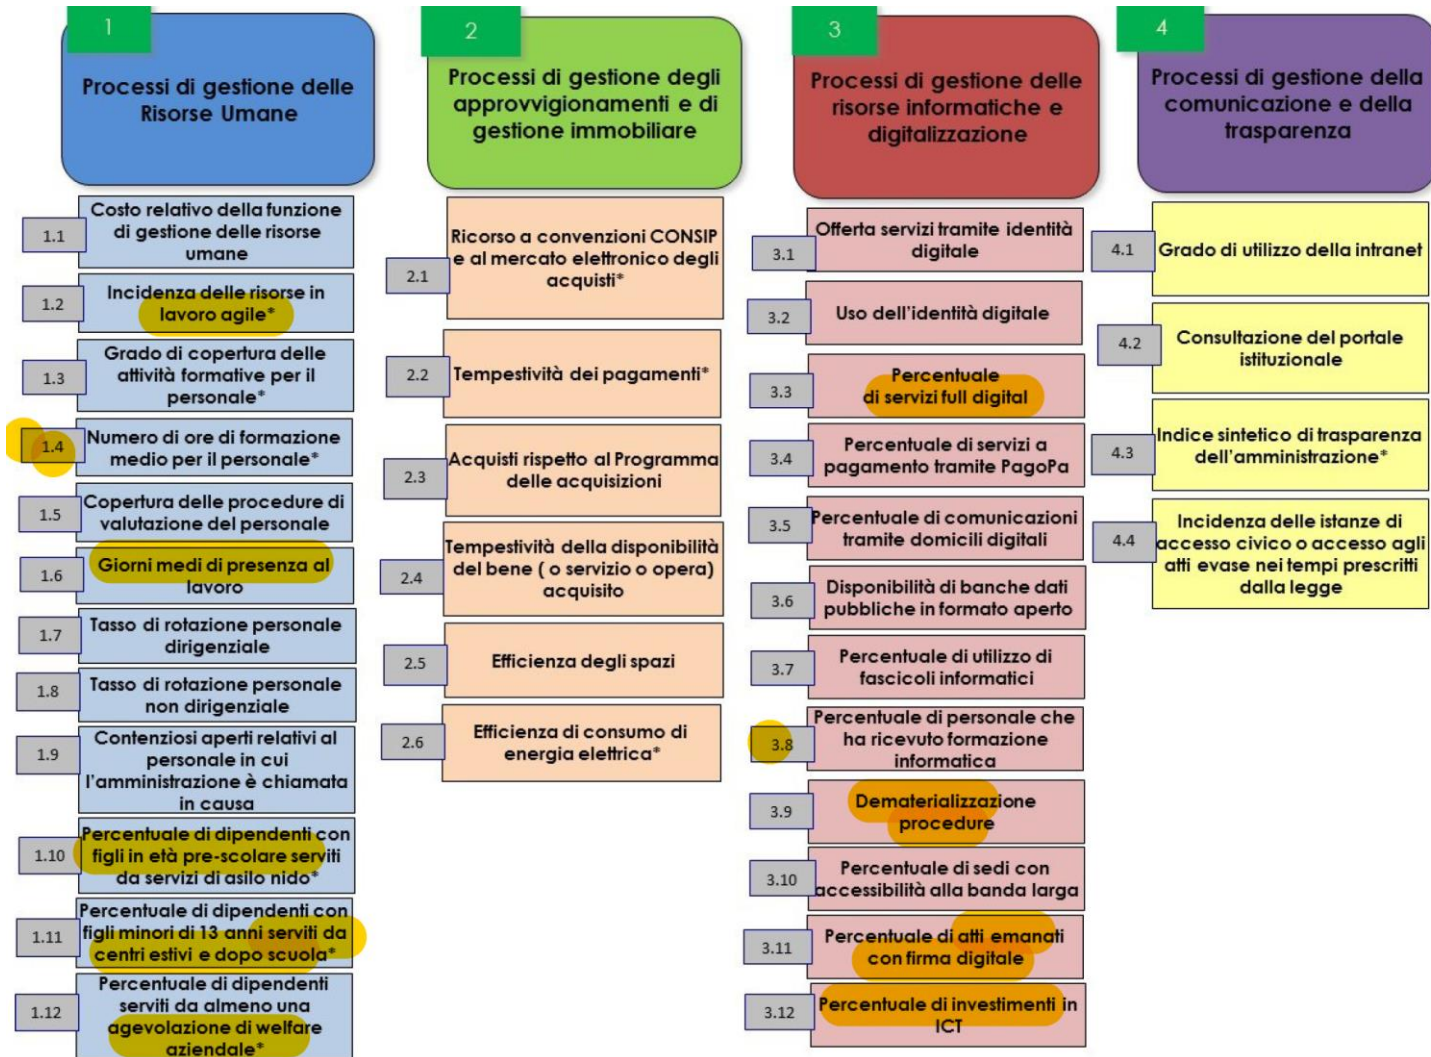 1
Processi di gestione delle
Risorse Umane
1.1
Costo relativo della funzione
di gestione delle risorse
umane
1.2
Incidenza delle risorse in
lavoro agile*
1.3
Grado di copertura delle
attività formative per il
personale*
1.4
Numero di ore di formazione
medio per il personale*
1.5
Copertura delle procedure di
valutazione del personale
1.6
Giorni medi di presenza al
lavoro
1.7
Tasso di rotazione personale
dirigenziale
1.8
Tasso di rotazione personale
non dirigenziale
1.9
Contenziosi aperti relativi al
personale in cui
l'amministrazione è chiamata
in causa
1.10
Percentuale di dipendenti con
figli in età pre-scolare serviti
da servizi di asilo nido*
1.11
Percentuale di dipendenti con
figli minori di 13 anni serviti da
centri estivi e dopo scuola*
1.12
Percentuale di dipendenti
serviti da almeno una
agevolazione di welfare
aziendale*
2
Processi di gestione degli
approvvigionamenti e di
gestione immobiliare
2.1
Ricorso a convenzioni CONSIP
e al mercato elettronico degli
acquisti*
2.2
Tempestività dei pagamenti*
2.3
Acquisti rispetto al Programma
delle acquisizioni
2.4
Tempestività della disponibilità
del bene ( o servizio o opera)
acquisito
2.5
Efficienza degli spazi
2.6
Efficienza di consumo di
energia elettrica*
3
Processi di gestione delle
risorse informatiche e
digitalizzazione
3.1
Offerta servizi tramite identità
digitale
3.2
Uso dell'identità digitale
3.3
Percentuale
di servizi full digital
3.4
Percentuale di servizi a
pagamento tramite PagoPa
3.5
Percentuale di comunicazioni
tramite domicili digitali
3.6
Disponibilità di banche dati
pubbliche in formato aperto
3.7
Percentuale di utilizzo di
fascicoli informatici
3.8
Percentuale di personale che
ha ricevuto formazione
informatica
3.9
Dematerializzazione
procedure
3.10
Percentuale di sedi con
accessibilità alla banda larga
3.11
Percentuale di atti emanati
con firma digitale
3.12
Percentuale di investimenti in
ICT
4
Processi di gestione della
comunicazione e della
trasparenza
4.1
Grado di utilizzo della intranet
4.2
Consultazione del portale
istituzionale
4.3
Indice sintetico di trasparenza
dell'amministrazione*
4.4
Incidenza delle istanze di
accesso civico o accesso agli
atti evase nei tempi prescritti
dalla legge